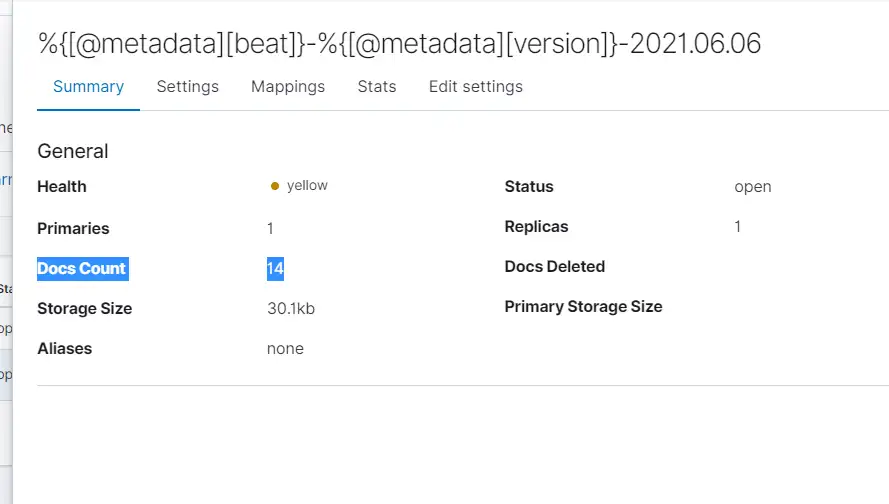 %{[@metadata][beat]}-%{[@metadata][version]}-2021.06.06
Summary Settings Mappings Stats Edit settings
General
Health yellow Status open
Primaries 1 Replicas 1
Docs Count 14 Docs Deleted
Storage Size 30.1kb Primary Storage Size
Aliases none